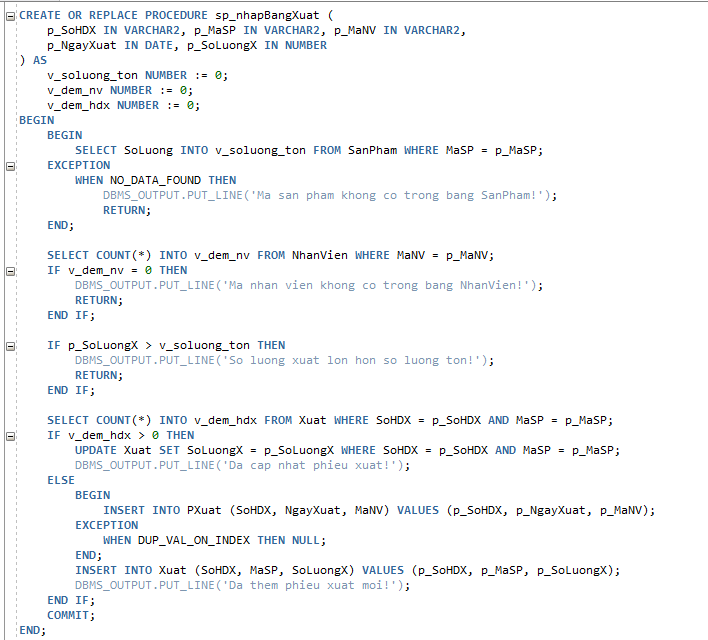 CREATE OR REPLACE PROCEDURE sp_nhapBangXuat (
    p_SoHDX IN VARCHAR2, p_MaSP IN VARCHAR2, p_MaNV IN VARCHAR2,
    p_NgayXuat IN DATE, p_SoLuongX IN NUMBER
) AS
    v_soluong_ton NUMBER := 0;
    v_dem_nv NUMBER := 0;
    v_dem_hdx NUMBER := 0;
BEGIN
    BEGIN
        SELECT SoLuong INTO v_soluong_ton FROM SanPham WHERE MaSP = p_MaSP;
    EXCEPTION
        WHEN NO_DATA_FOUND THEN
            DBMS_OUTPUT.PUT_LINE('Ma san pham khong co trong bang SanPham!');
            RETURN;
    END;

    SELECT COUNT(*) INTO v_dem_nv FROM NhanVien WHERE MaNV = p_MaNV;
    IF v_dem_nv = 0 THEN
        DBMS_OUTPUT.PUT_LINE('Ma nhan vien khong co trong bang NhanVien!');
        RETURN;
    END IF;

    IF p_SoLuongX > v_soluong_ton THEN
        DBMS_OUTPUT.PUT_LINE('So luong xuat lon hon so luong ton!');
        RETURN;
    END IF;

    SELECT COUNT(*) INTO v_dem_hdx FROM Xuat WHERE SoHDX = p_SoHDX AND MaSP = p_MaSP;
    IF v_dem_hdx > 0 THEN
        UPDATE Xuat SET SoLuongX = p_SoLuongX WHERE SoHDX = p_SoHDX AND MaSP = p_MaSP;
        DBMS_OUTPUT.PUT_LINE('Da cap nhat phieu xuat!');
    ELSE
        BEGIN
            INSERT INTO PXuat (SoHDX, NgayXuat, MaNV) VALUES (p_SoHDX, p_NgayXuat, p_MaNV);
        EXCEPTION
            WHEN DUP_VAL_ON_INDEX THEN NULL;
        END;
        INSERT INTO Xuat (SoHDX, MaSP, SoLuongX) VALUES (p_SoHDX, p_MaSP, p_SoLuongX);
        DBMS_OUTPUT.PUT_LINE('Da them phieu xuat moi!');
    END IF;
    COMMIT;
END;